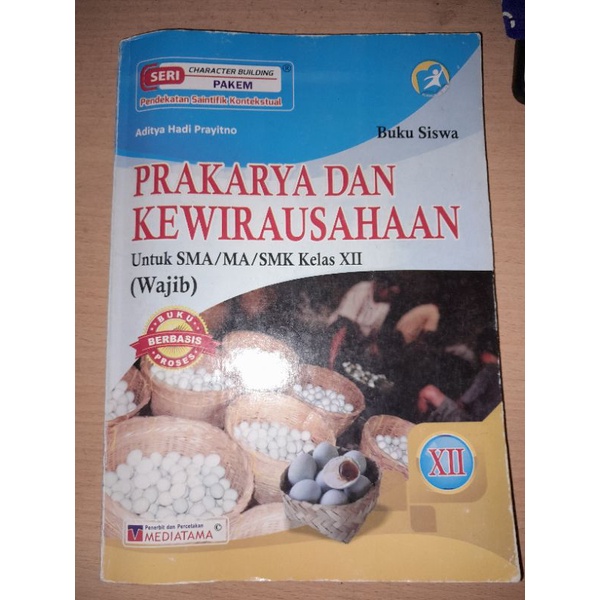 SERI
CHARACTER BUILDING ®
PAKEM
Pendekatan Saintifik Kontekstual
Aditya Hadi Prayitno
Buku Siswa
PRAKARYA DAN
KEWIRAUSAHAAN
Untuk SMA/MA/SMK Kelas XII
(Wajib)
BUKU
BERBASIS
PROSES
XII
Penerbit dan Percetakan ©
MEDIATAMA